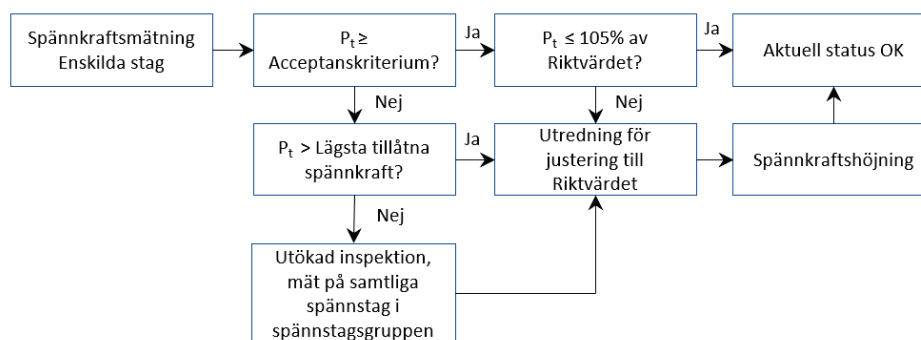 Spännkraftsmätning
Enskilda stag
Pt ≥
Acceptanskriterium?
Ja
Pt ≤ 105% av
Riktvärdet?
Ja
Aktuell status OK
Nej
Nej
Pt > Lägsta tillåtna
spännkraft?
Ja
Utredning för
justering till
Riktvärdet
Spännkraftshöjning
Nej
Utökad inspektion,
mät på samtliga
spännstag i
spännstagsgruppen